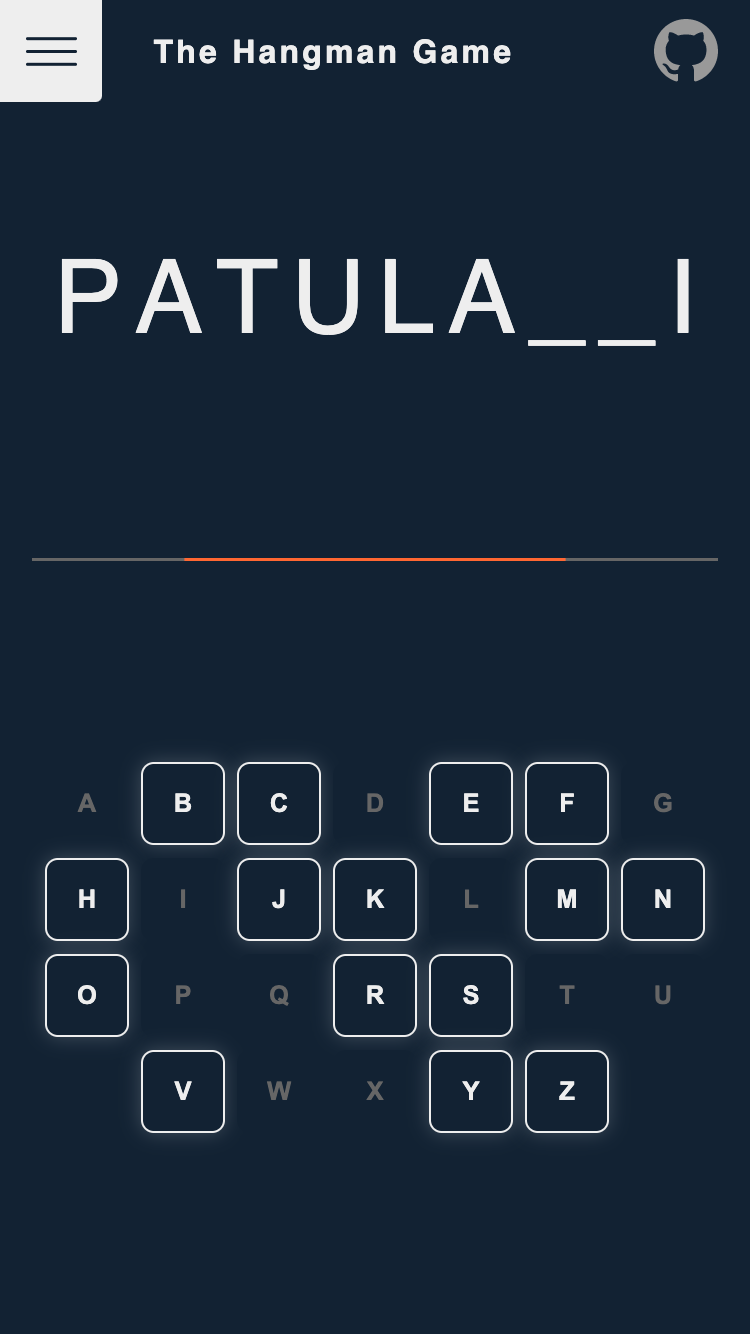 The Hangman Game
PATULA__I
A B C D E F G
H I J K L M N
O P Q R S T U
V W X Y Z